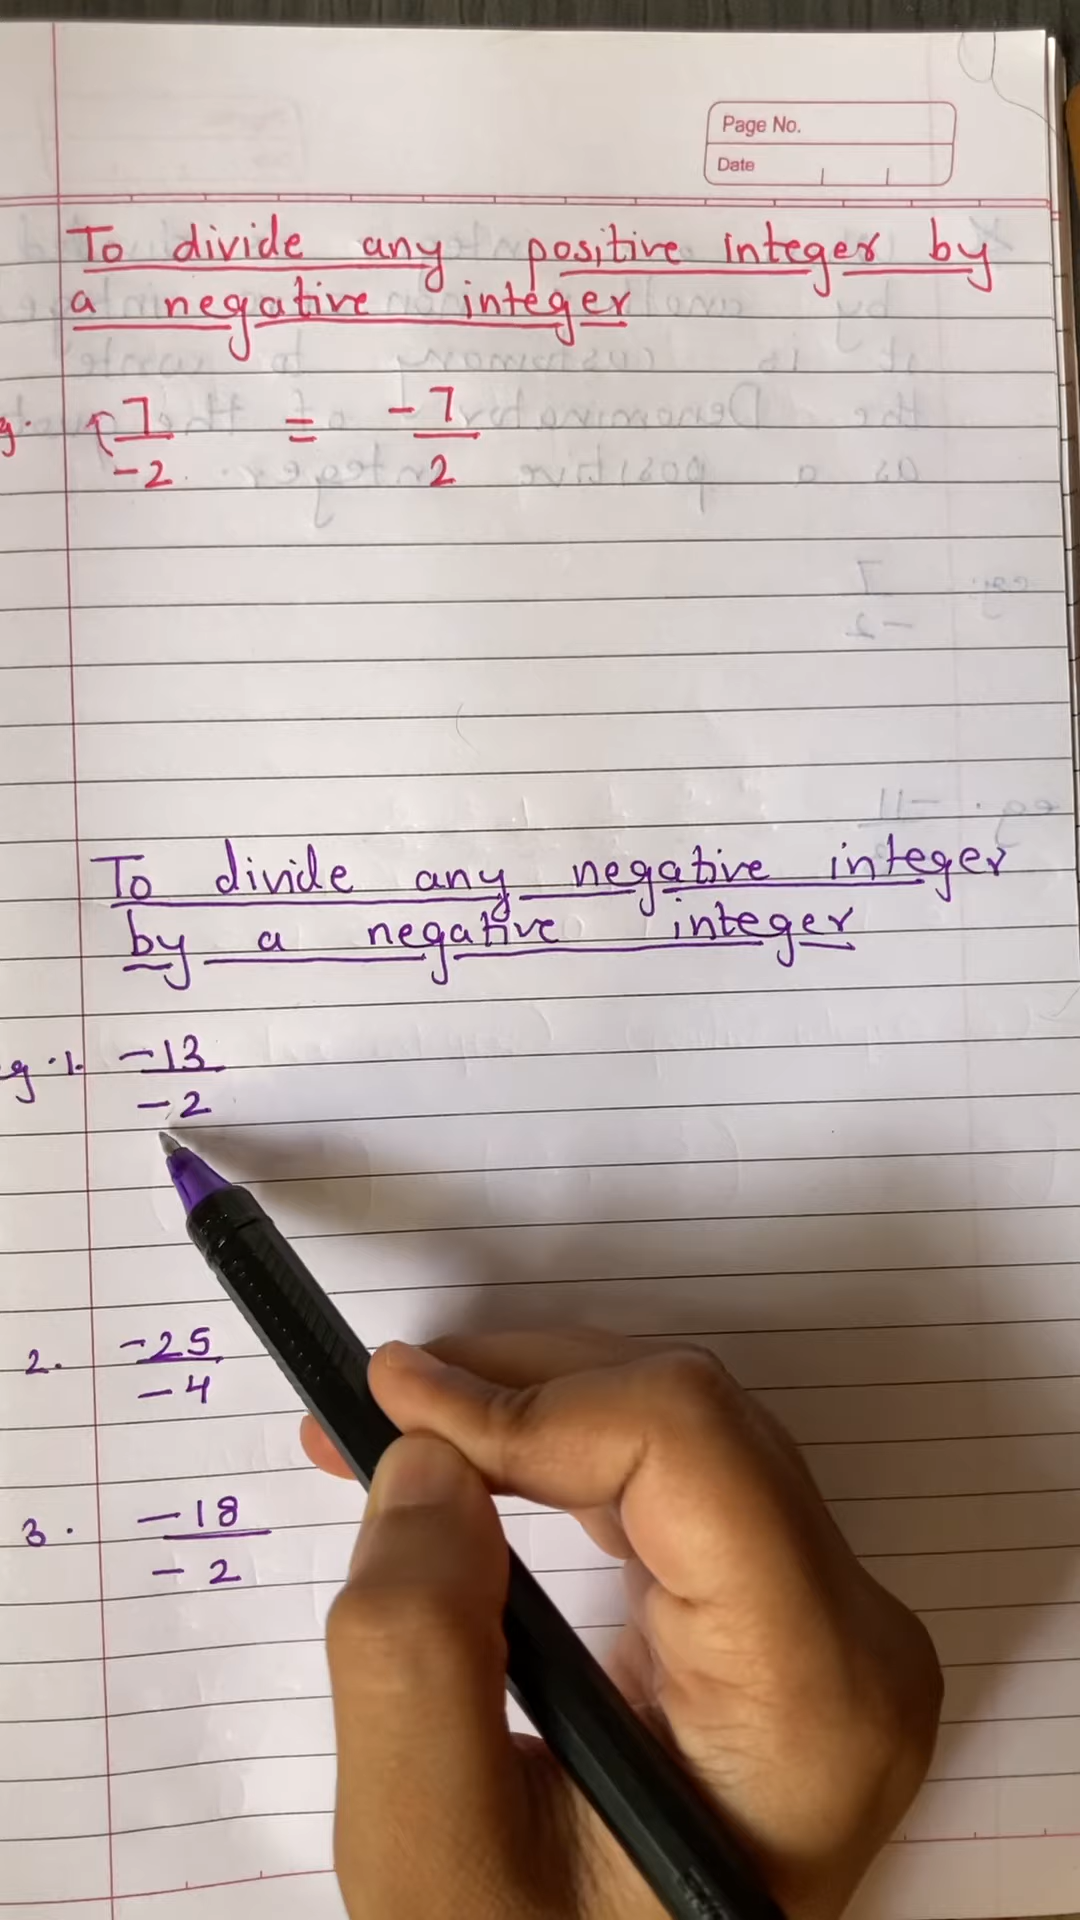 Page No.
Date
To divide any positive integer by
a negative integer
g. 7/-2 = -7/2
To divide any negative integer
by a negative integer
g. 1. -13/-2
2. -25/-4
3. -18/-2